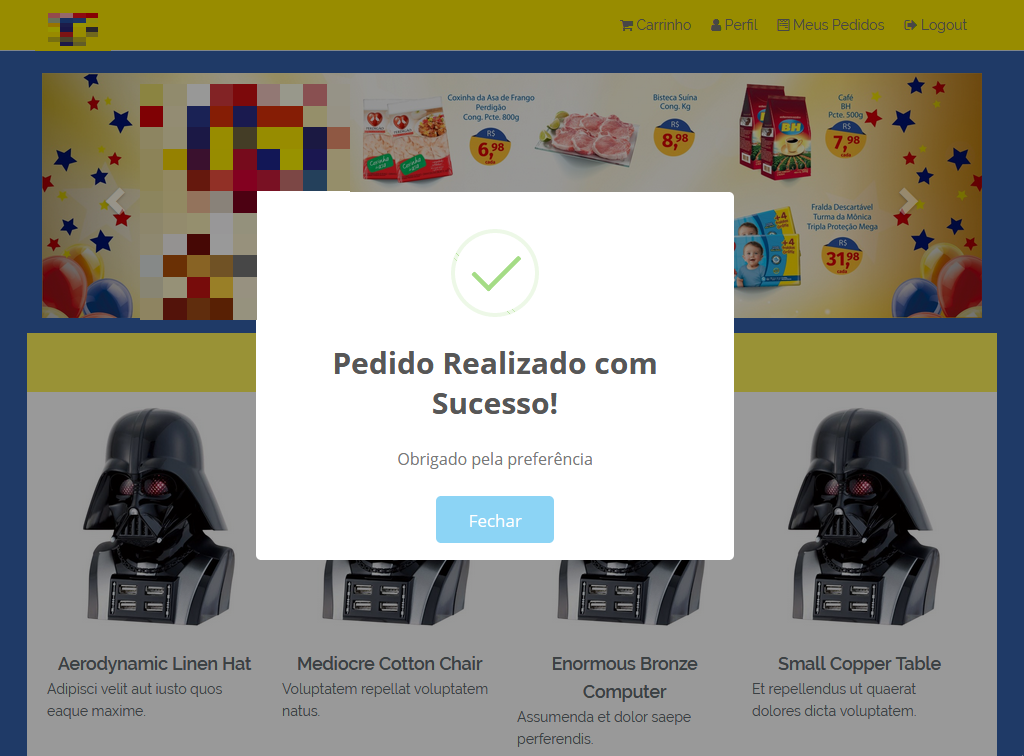 Carrinho
Perfil
Meus Pedidos
Logout
Coxinha da Asa de Frango
Perdigão
Cong. Pcte. 800g
R$
6,98
cada
Bisteca Suína
Cong. Kg
R$
8,98
Café
BH
Pcte. 500g
R$
7,98
cada
BH
Fralda Descartável
Turma da Mônica
Tripla Proteção Mega
R$
31,98
cada
+4
+4
Pedido Realizado com
Sucesso!
Obrigado pela preferência
Fechar
Aerodynamic Linen Hat
Adipisci velit aut iusto quos
eaque maxime.
Mediocre Cotton Chair
Voluptatem repellat voluptatem
natus.
Enormous Bronze
Computer
Assumenda et dolor saepe
perferendis.
Small Copper Table
Et repellendus ut quaerat
dolores dicta voluptatem.